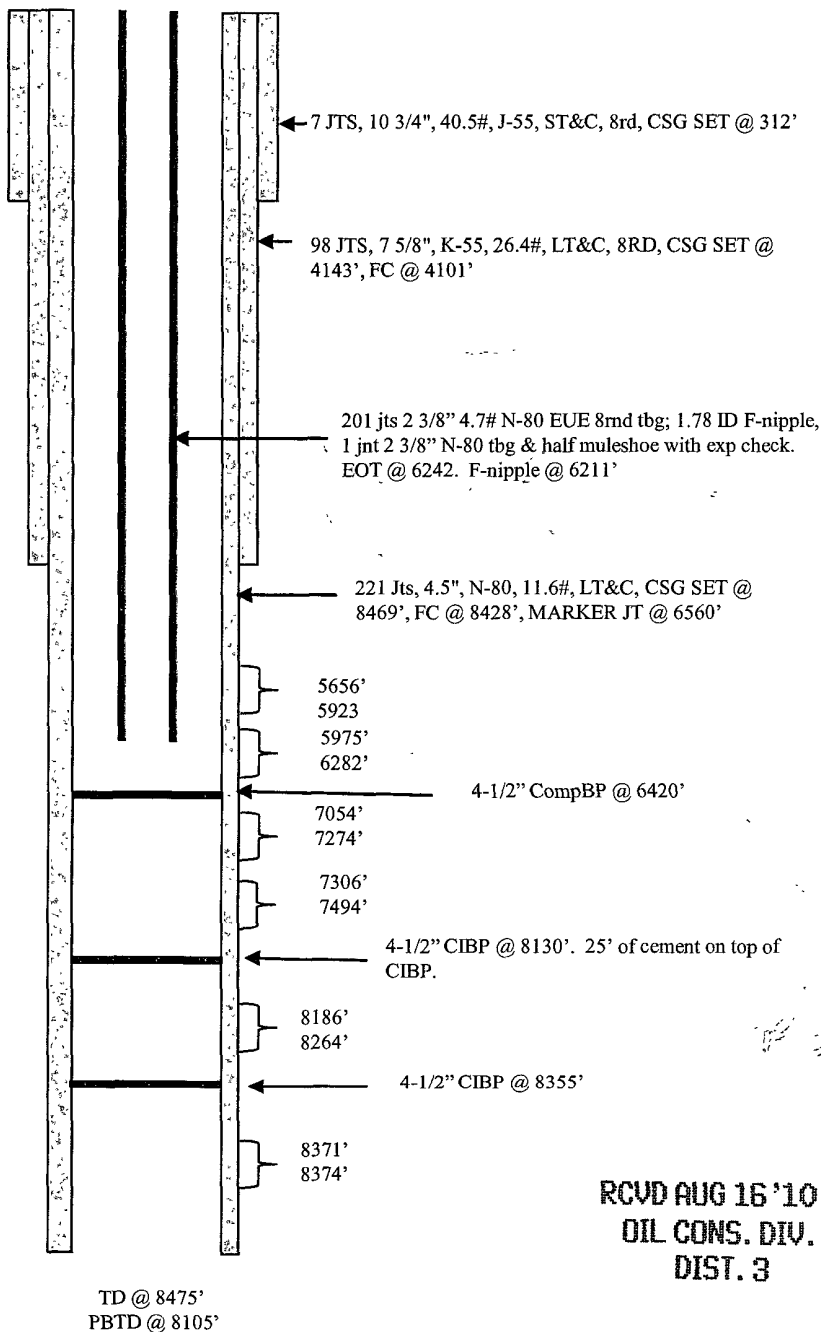 7 JTS, 10 3/4", 40.5#, J-55, ST&C, 8rd, CSG SET @ 312'
98 JTS, 7 5/8", K-55, 26.4#, LT&C, 8RD, CSG SET @
4143', FC @ 4101'
201 jts 2 3/8" 4.7# N-80 EUE 8rnd tbg; 1.78 ID F-nipple,
1 jnt 2 3/8" N-80 tbg & half muleshoe with exp check.
EOT @ 6242. F-nipple @ 6211'
221 Jts, 4.5", N-80, 11.6#, LT&C, CSG SET @
8469', FC @ 8428', MARKER JT @ 6560'
5656'
5923
5975'
6282'
4-1/2" CompBP @ 6420'
7054'
7274'
7306'
7494'
4-1/2" CIBP @ 8130'. 25' of cement on top of
CIBP.
8186'
8264'
4-1/2" CIBP @ 8355'
8371'
8374'
RCVD AUG 16 '10
OIL CONS. DIV.
DIST. 3
TD @ 8475'
PBTD @ 8105'